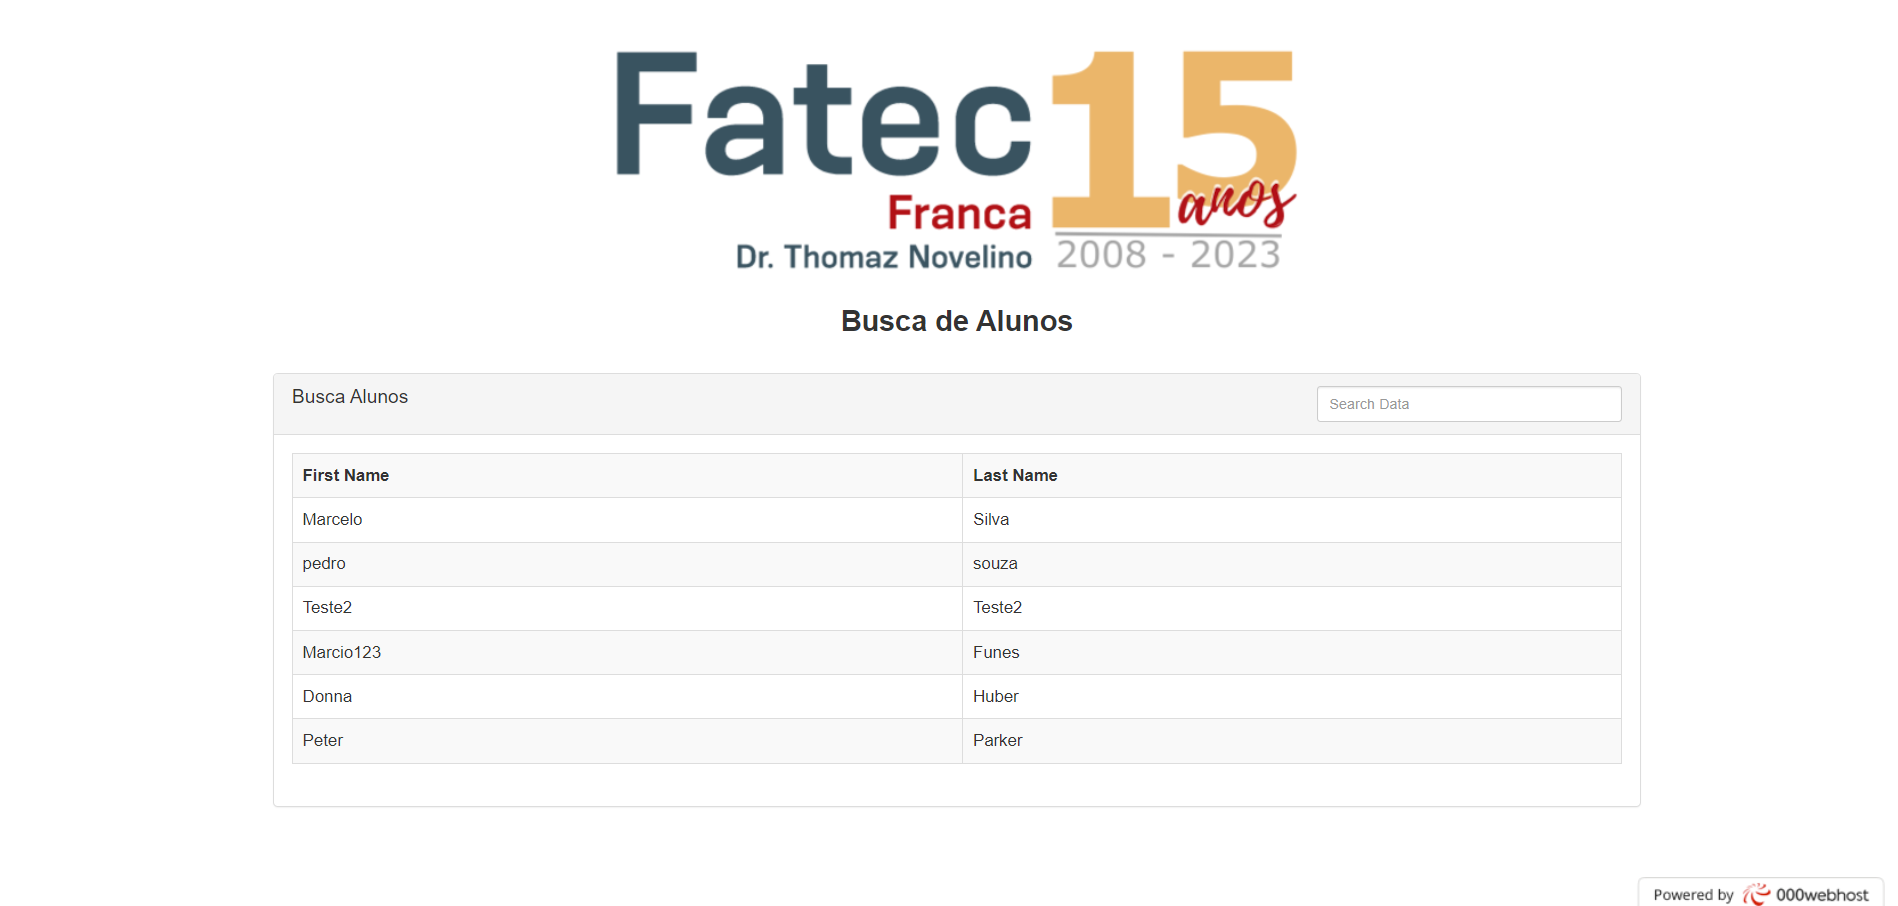 Fatec 15
anos
Franca
Dr. Thomaz Novelino 2008 - 2023
Busca de Alunos
Busca Alunos Search Data
First Name Last Name
Marcelo Silva
pedro souza
Teste2 Teste2
Marcio123 Funes
Donna Huber
Peter Parker
Powered by 000webhost